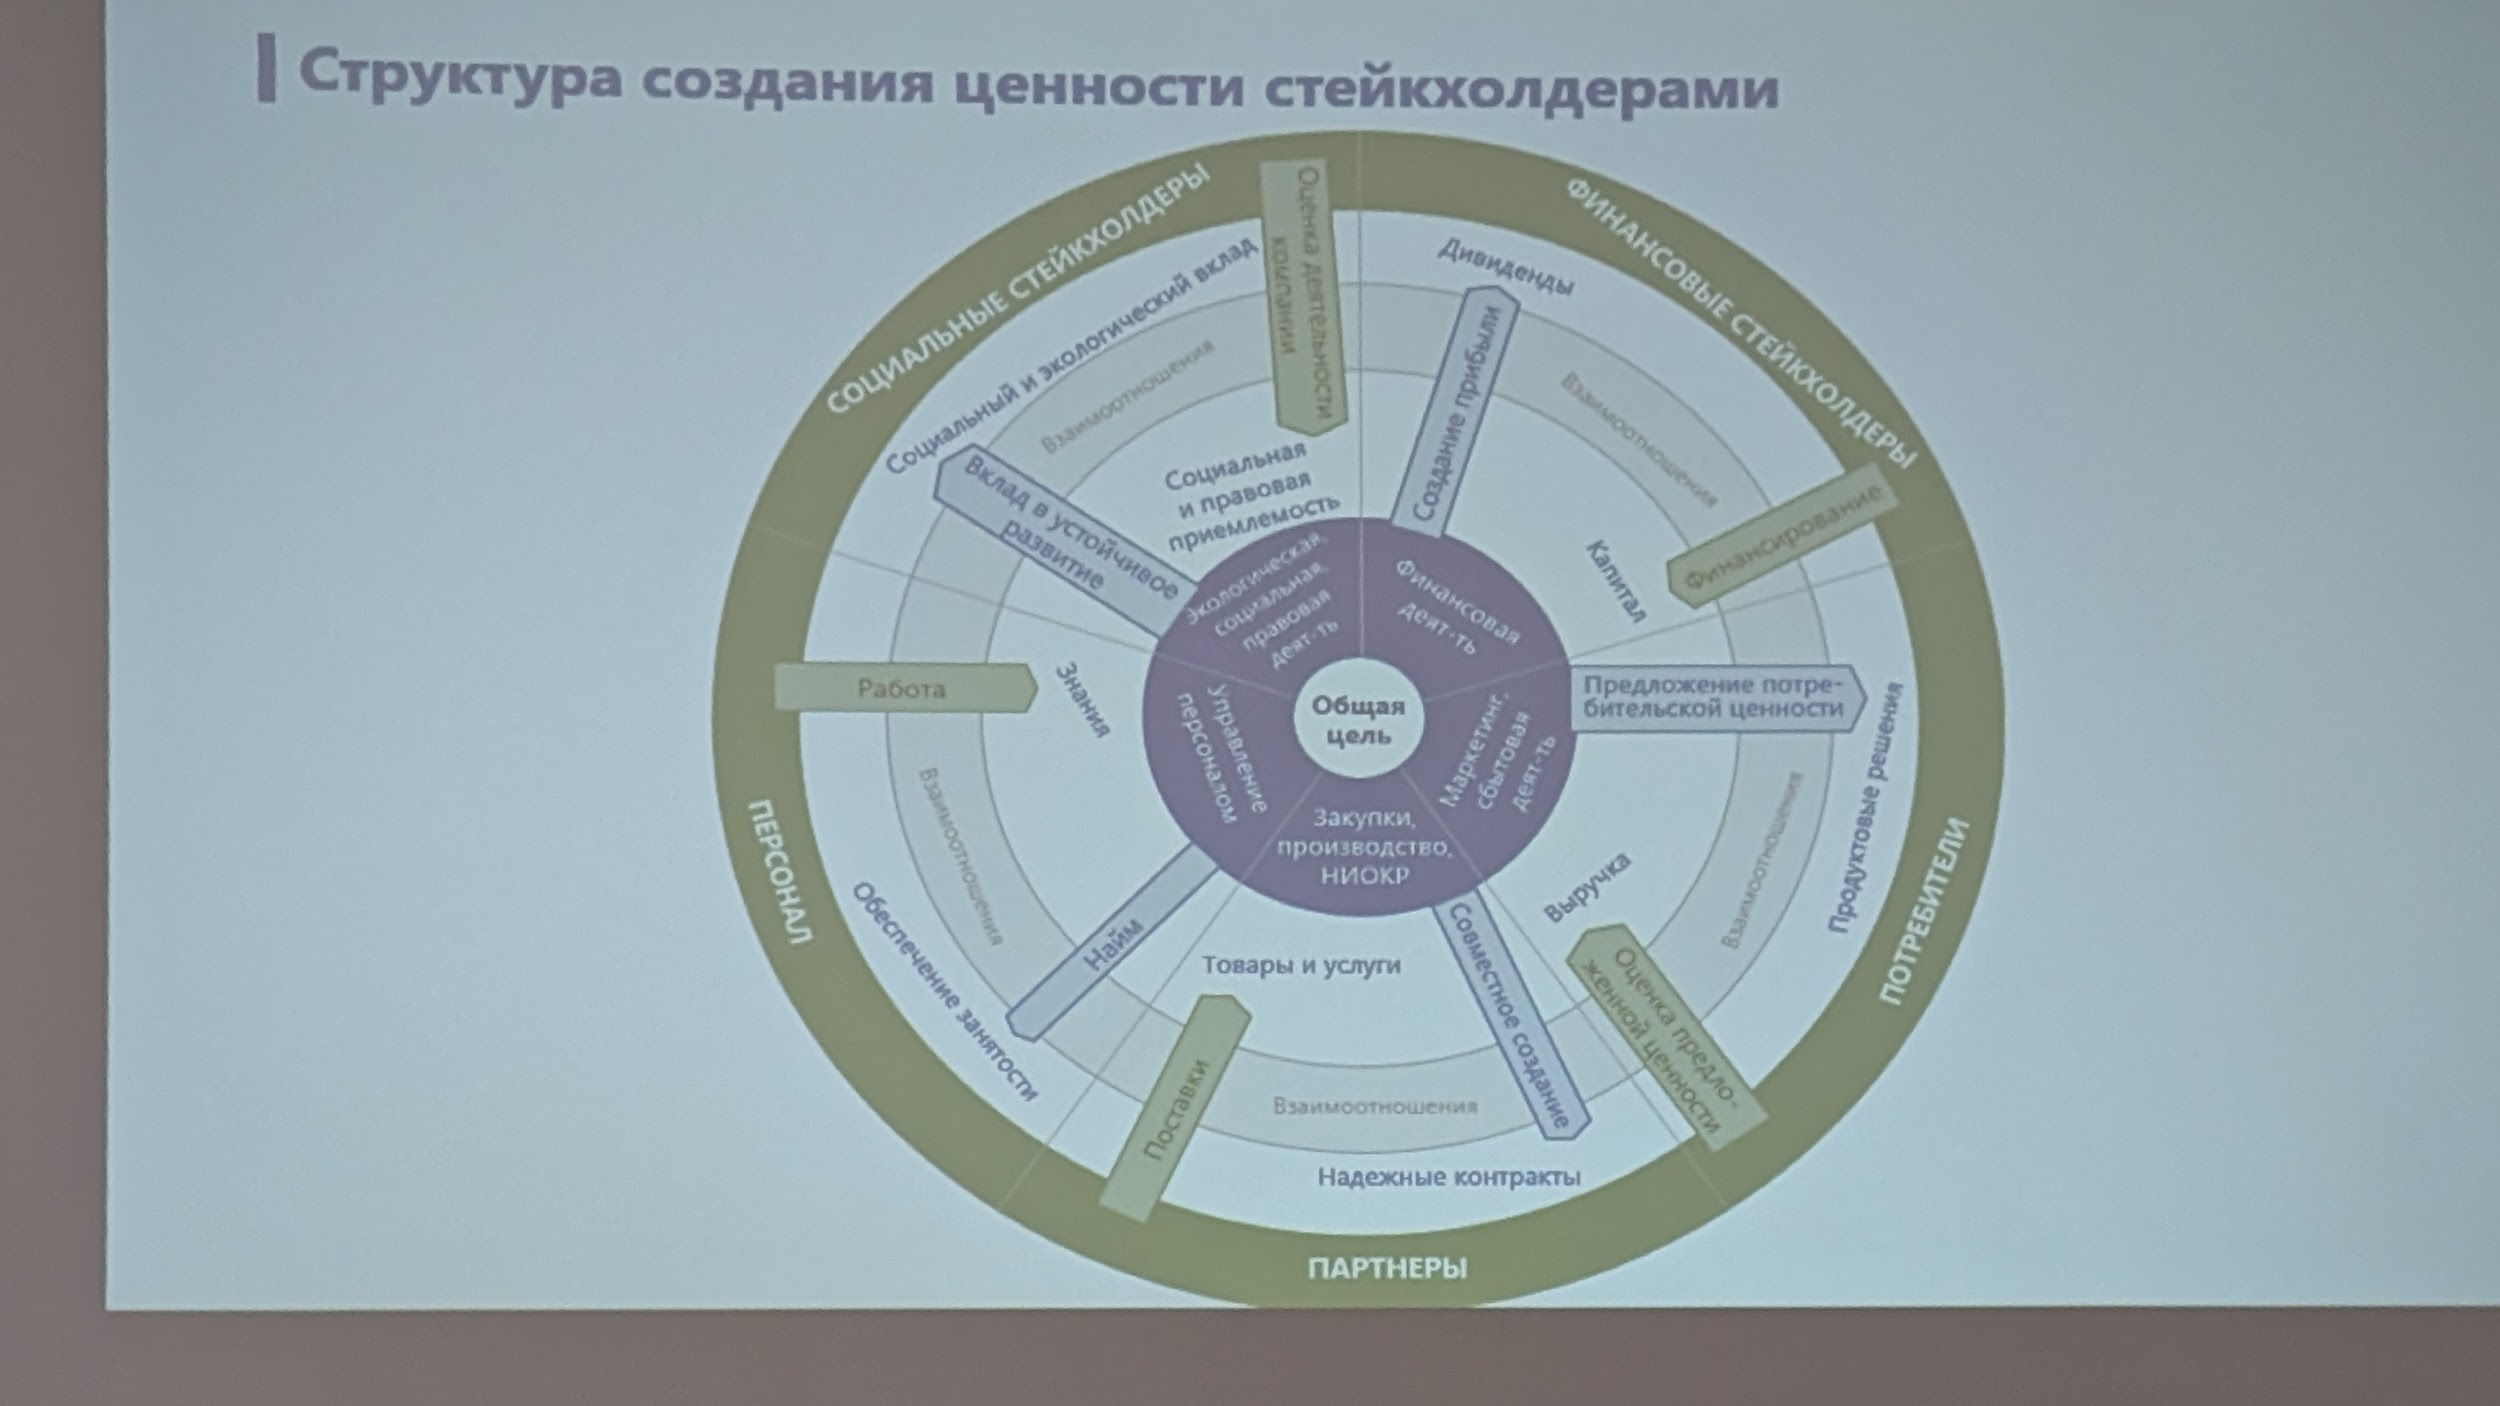 Структура создания ценности стейкхолдерами
СОЦИАЛЬНЫЕ СТЕЙКХОЛДЕРЫ
ФИНАНСОВЫЕ СТЕЙКХОЛДЕРЫ
Оценка деятельности
компании
Социальный и экологический вклад
Дивиденды
Взаимоотношения
Создание прибыли
Взаимоотношения
Финансирование
Вклад в устойчивое
развитие
Социальная
и правовая
приемлемость
Капитал
Экологическая,
социальная,
правовая
деят-ть
Финансовая
деят-ть
Работа
Знания
Управление
персоналом
Общая
цель
Маркетинг,
сбытовая
деят-ть
Предложение потре-
бительской ценности
Продуктовые решения
Взаимоотношения
Взаимоотношения
ПЕРСОНАЛ
ПОТРЕБИТЕЛИ
Закупки,
производство,
НИОКР
Обеспечение занятости
Найм
Выручка
Товары и услуги
Совместное создание
Оценка предло-
женной ценности
Поставки
Взаимоотношения
Надежные контракты
ПАРТНЕРЫ